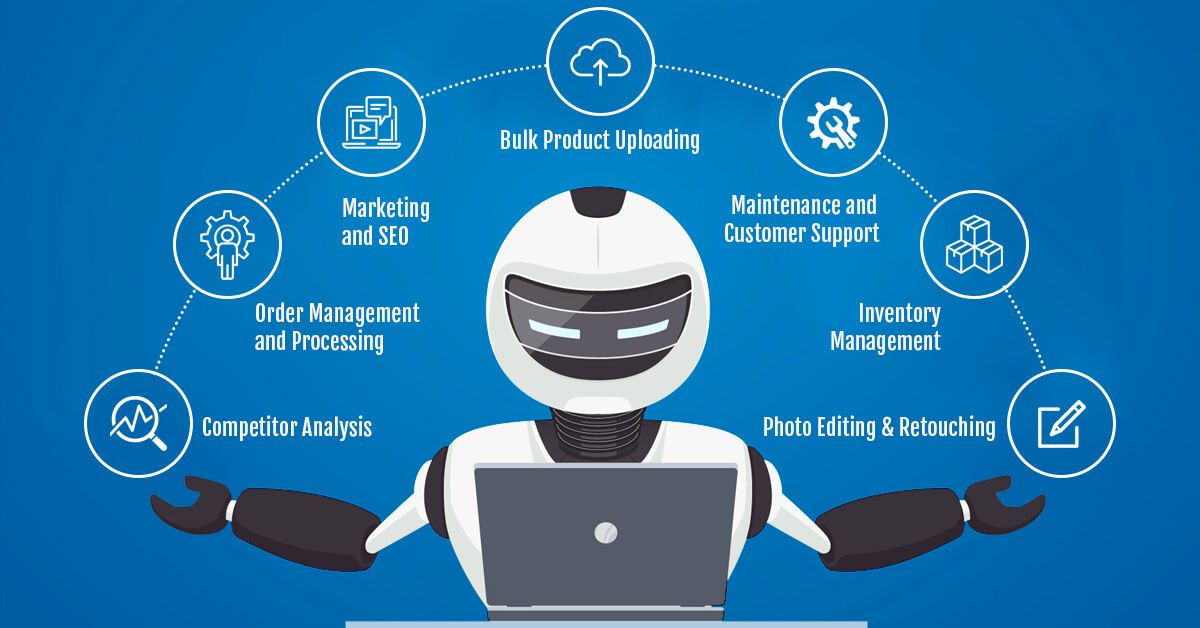 Bulk Product Uploading
Marketing
and SEO
Maintenance and
Customer Support
Order Management
and Processing
Inventory
Management
Competitor Analysis
Photo Editing & Retouching